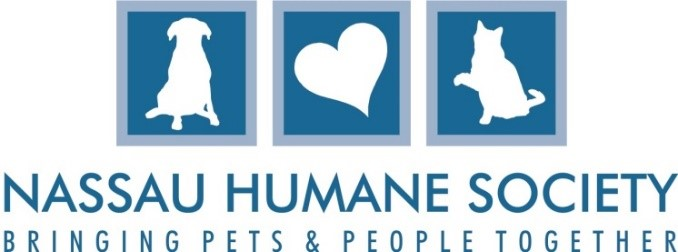 NASSAU HUMANE SOCIETY
BRINGING PETS & PEOPLE TOGETHER